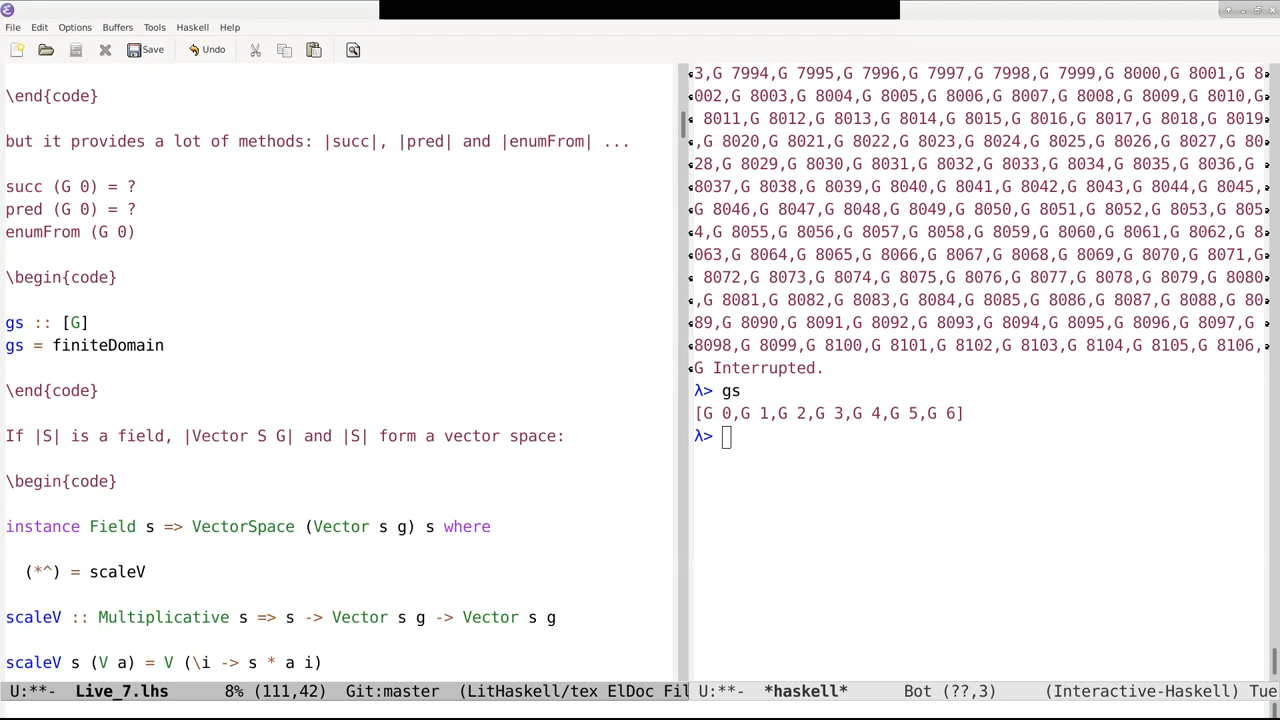 File Edit Options Buffers Tools Haskell Help
Save Undo
\end{code}
but it provides a lot of methods: |succ|, |pred| and |enumFrom| ...
succ (G 0) = ?
pred (G 0) = ?
enumFrom (G 0)
\begin{code}
gs :: [G]
gs = finiteDomain
\end{code}
If |S| is a field, |Vector S G| and |S| form a vector space:
\begin{code}
instance Field s => VectorSpace (Vector s g) s where
(*^) = scaleV
scaleV :: Multiplicative s => s -> Vector s g -> Vector s g
scaleV s (V a) = V (\i -> s * a i)
U:**- Live_7.lhs 8% (111,42) Git:master (LitHaskell/tex ElDoc Fil
3,G 7994,G 7995,G 7996,G 7997,G 7998,G 7999,G 8000,G 8001,G 8
002,G 8003,G 8004,G 8005,G 8006,G 8007,G 8008,G 8009,G 8010,G
8011,G 8012,G 8013,G 8014,G 8015,G 8016,G 8017,G 8018,G 8019
,G 8020,G 8021,G 8022,G 8023,G 8024,G 8025,G 8026,G 8027,G 80
28,G 8029,G 8030,G 8031,G 8032,G 8033,G 8034,G 8035,G 8036,G
8037,G 8038,G 8039,G 8040,G 8041,G 8042,G 8043,G 8044,G 8045,
G 8046,G 8047,G 8048,G 8049,G 8050,G 8051,G 8052,G 8053,G 805
4,G 8055,G 8056,G 8057,G 8058,G 8059,G 8060,G 8061,G 8062,G 8
063,G 8064,G 8065,G 8066,G 8067,G 8068,G 8069,G 8070,G 8071,G
8072,G 8073,G 8074,G 8075,G 8076,G 8077,G 8078,G 8079,G 8080
,G 8081,G 8082,G 8083,G 8084,G 8085,G 8086,G 8087,G 8088,G 80
89,G 8090,G 8091,G 8092,G 8093,G 8094,G 8095,G 8096,G 8097,G
8098,G 8099,G 8100,G 8101,G 8102,G 8103,G 8104,G 8105,G 8106,
G Interrupted.
λ> gs
[G 0,G 1,G 2,G 3,G 4,G 5,G 6]
λ>
U:**- *haskell* Bot (??,3) (Interactive-Haskell) Tue